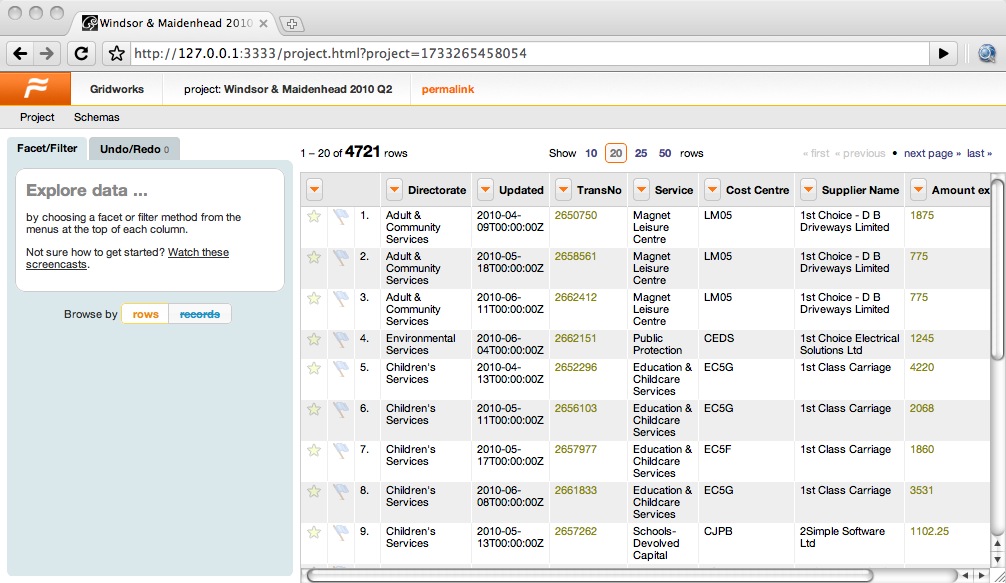 Windsor & Maidenhead 2010
http://127.0.0.1:3333/project.html?project=1733265458054
Gridworks project: Windsor & Maidenhead 2010 Q2 permalink
Project Schemas
Facet/Filter Undo/Redo 0
Explore data ...
by choosing a facet or filter method from the
menus at the top of each column.
Not sure how to get started? Watch these
screencasts.
Browse by rows records
1 – 20 of 4721 rows Show 10 20 25 50 rows « first « previous • next page » last »
Directorate Updated TransNo Service Cost Centre Supplier Name Amount ex
1. Adult & 2010-04- 2650750 Magnet LM05 1st Choice - D B 1875
Community 09T00:00:00Z Leisure Driveways Limited
Services Centre
2. Adult & 2010-05- 2658561 Magnet LM05 1st Choice - D B 775
Community 18T00:00:00Z Leisure Driveways Limited
Services Centre
3. Adult & 2010-06- 2662412 Magnet LM05 1st Choice - D B 775
Community 11T00:00:00Z Leisure Driveways Limited
Services Centre
4. Environmental 2010-06- 2662151 Public CEDS 1st Choice Electrical 1245
Services 04T00:00:00Z Protection Solutions Ltd
5. Children's 2010-04- 2652296 Education & EC5G 1st Class Carriage 4220
Services 13T00:00:00Z Childcare
Services
6. Children's 2010-05- 2656103 Education & EC5G 1st Class Carriage 2068
Services 11T00:00:00Z Childcare
Services
7. Children's 2010-05- 2657977 Education & EC5F 1st Class Carriage 1860
Services 17T00:00:00Z Childcare
Services
8. Children's 2010-06- 2661833 Education & EC5G 1st Class Carriage 3531
Services 08T00:00:00Z Childcare
Services
9. Children's 2010-05- 2657262 Schools- CJPB 2Simple Software 1102.25
Services 13T00:00:00Z Devolved Ltd
Capital